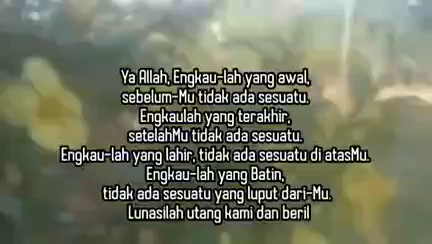 Ya Allah, Engkau-lah yang awal,
sebelum-Mu tidak ada sesuatu.
Engkaulah yang terakhir,
setelahMu tidak ada sesuatu.
Engkau-lah yang lahir, tidak ada sesuatu di atasMu.
Engkau-lah yang Batin,
tidak ada sesuatu yang luput dari-Mu.
Lunasilah utang kami dan beril